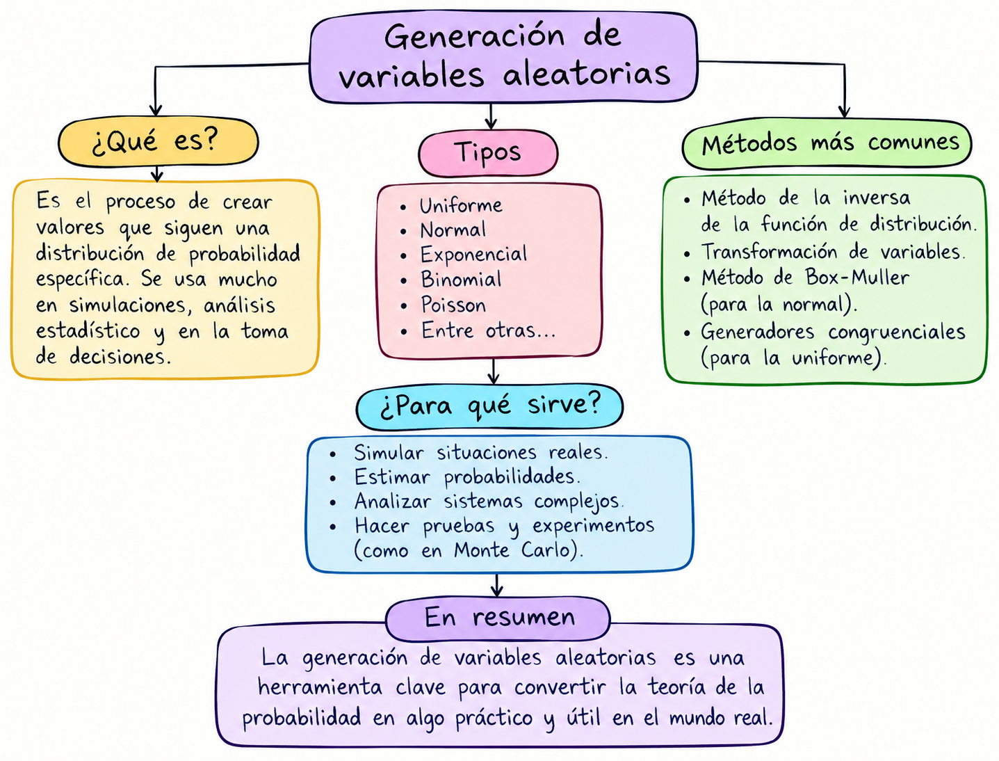 Generación de
variables aleatorias
¿Qué es?
Es el proceso de crear
valores que siguen una
distribución de probabilidad
específica. Se usa mucho
en simulaciones, análisis
estadístico y en la toma
de decisiones.
Tipos
• Uniforme
• Normal
• Exponencial
• Binomial
• Poisson
• Entre otras...
Métodos más comunes
• Método de la inversa
de la función de distribución.
• Transformación de variables.
• Método de Box-Muller
(para la normal).
• Generadores congruenciales
(para la uniforme).
¿Para qué sirve?
• Simular situaciones reales.
• Estimar probabilidades.
• Analizar sistemas complejos.
• Hacer pruebas y experimentos
(como en Monte Carlo).
En resumen
La generación de variables aleatorias es una
herramienta clave para convertir la teoría de la
probabilidad en algo práctico y útil en el mundo real.